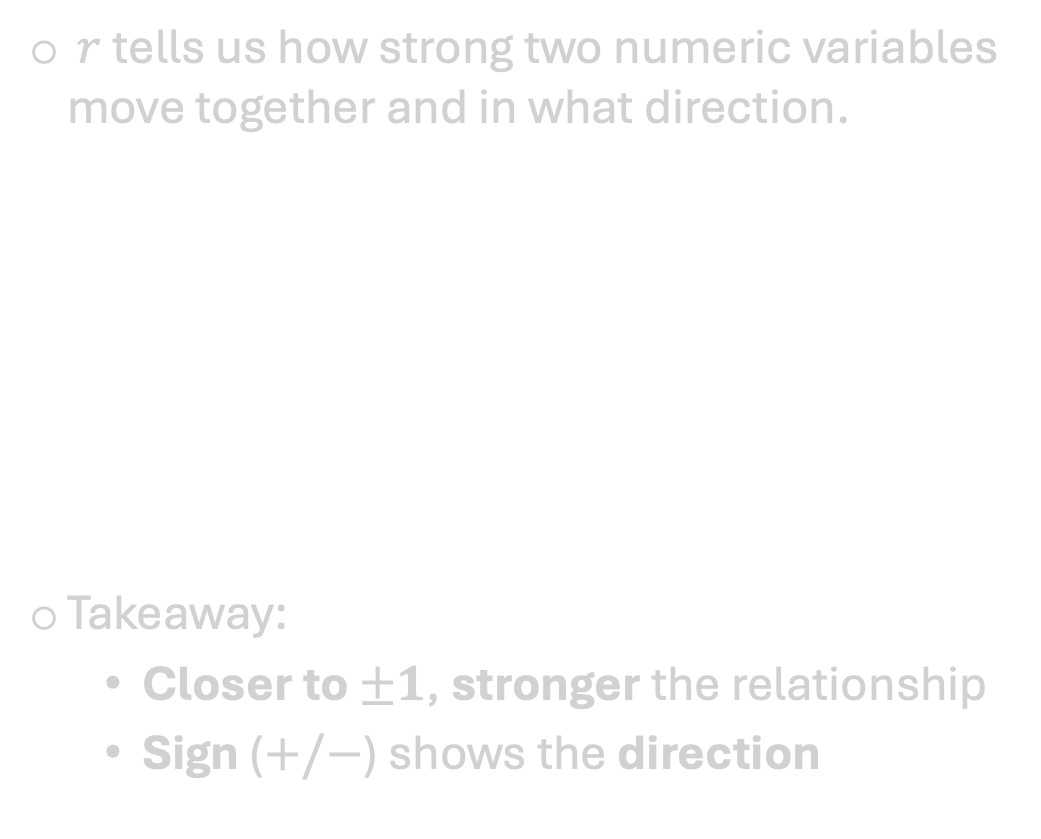 ○ r tells us how strong two numeric variables
move together and in what direction.
○ Takeaway:
• Closer to ±1, stronger the relationship
• Sign (+/−) shows the direction